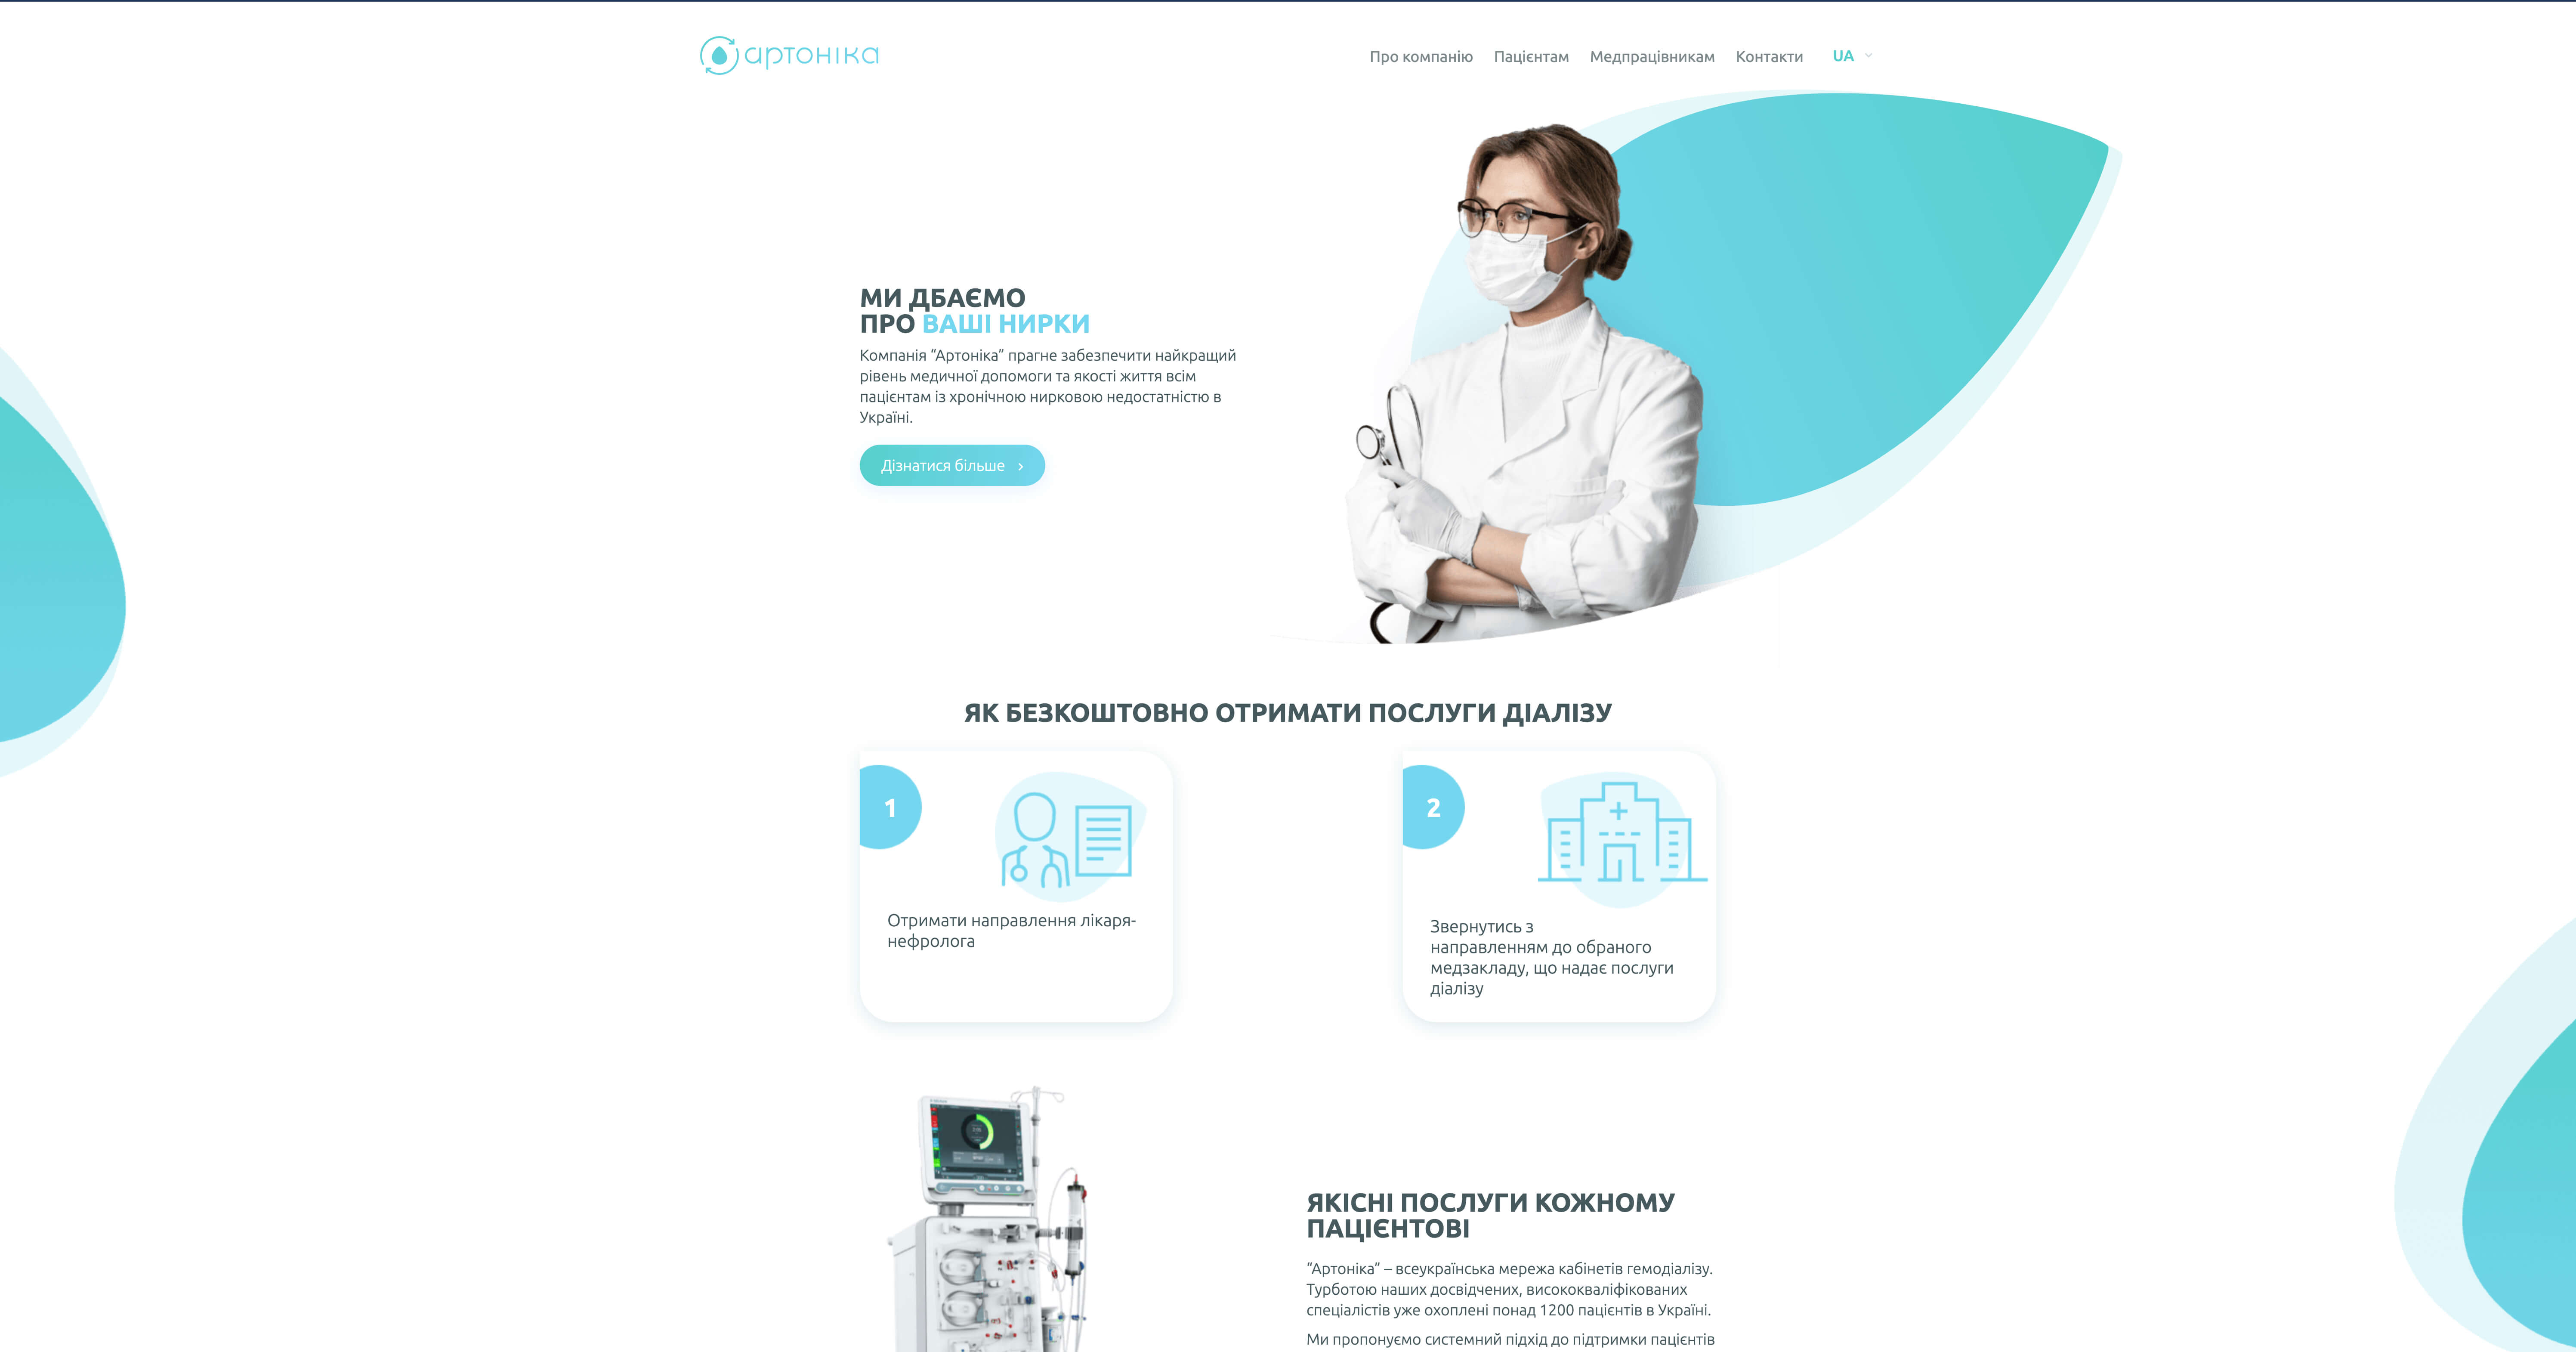 артоніка
Про компанію Пацієнтам Медпрацівникам Контакти UA
МИ ДБАЄМО
ПРО ВАШІ НИРКИ
Компанія “Артоніка” прагне забезпечити найкращий
рівень медичної допомоги та якості життя всім
пацієнтам із хронічною нирковою недостатністю в
Україні.
Дізнатися більше
ЯК БЕЗКОШТОВНО ОТРИМАТИ ПОСЛУГИ ДІАЛІЗУ
1
Отримати направлення лікаря-
нефролога
2
Звернутись з
направленням до обраного
медзакладу, що надає послуги
діалізу
ЯКІСНІ ПОСЛУГИ КОЖНОМУ
ПАЦІЄНТОВІ
“Артоніка” – всеукраїнська мережа кабінетів гемодіалізу.
Турботою наших досвідчених, висококваліфікованих
спеціалістів уже охоплені понад 1200 пацієнтів в Україні.
Ми пропонуємо системний підхід до підтримки пацієнтів